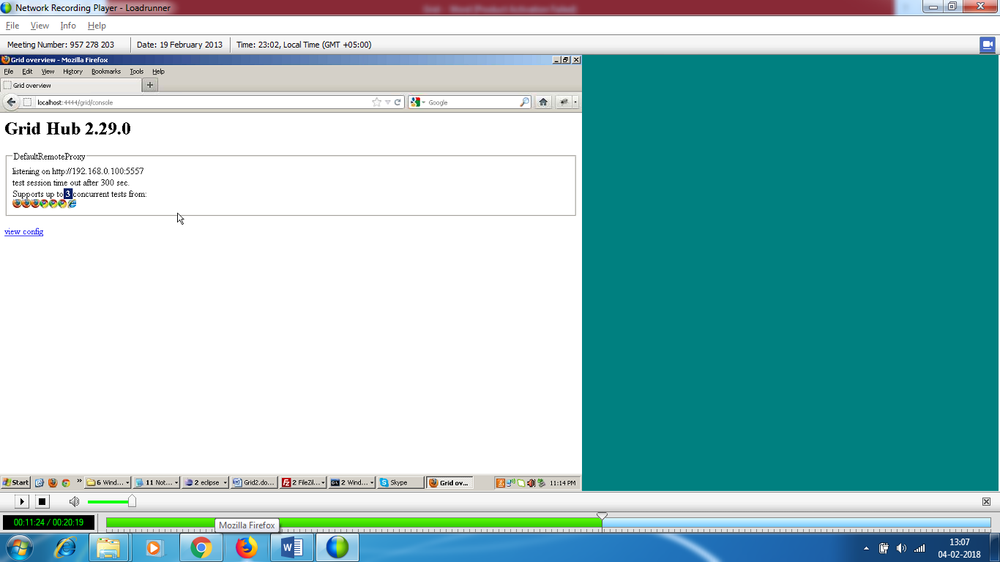 Network Recording Player - Loadrunner
File View Info Help
Meeting Number: 957 278 203 Date: 19 February 2013 Time: 23:02, Local Time (GMT +05:00)
Grid overview - Mozilla Firefox
File Edit View History Bookmarks Tools Help
Grid overview
localhost:4444/grid/console Google
Grid Hub 2.29.0
DefaultRemoteProxy
listening on http://192.168.0.100:5557
test session time out after 300 sec.
Supports up to 3 concurrent tests from:
view config
Start 6 Wind... 11 Not... 2 eclipse Grid2.do... 2 FileZil... 2 Wind... Skype Grid ov... 11:14 PM
00:11:24 / 00:20:19
Mozilla Firefox
13:07
04-02-2018